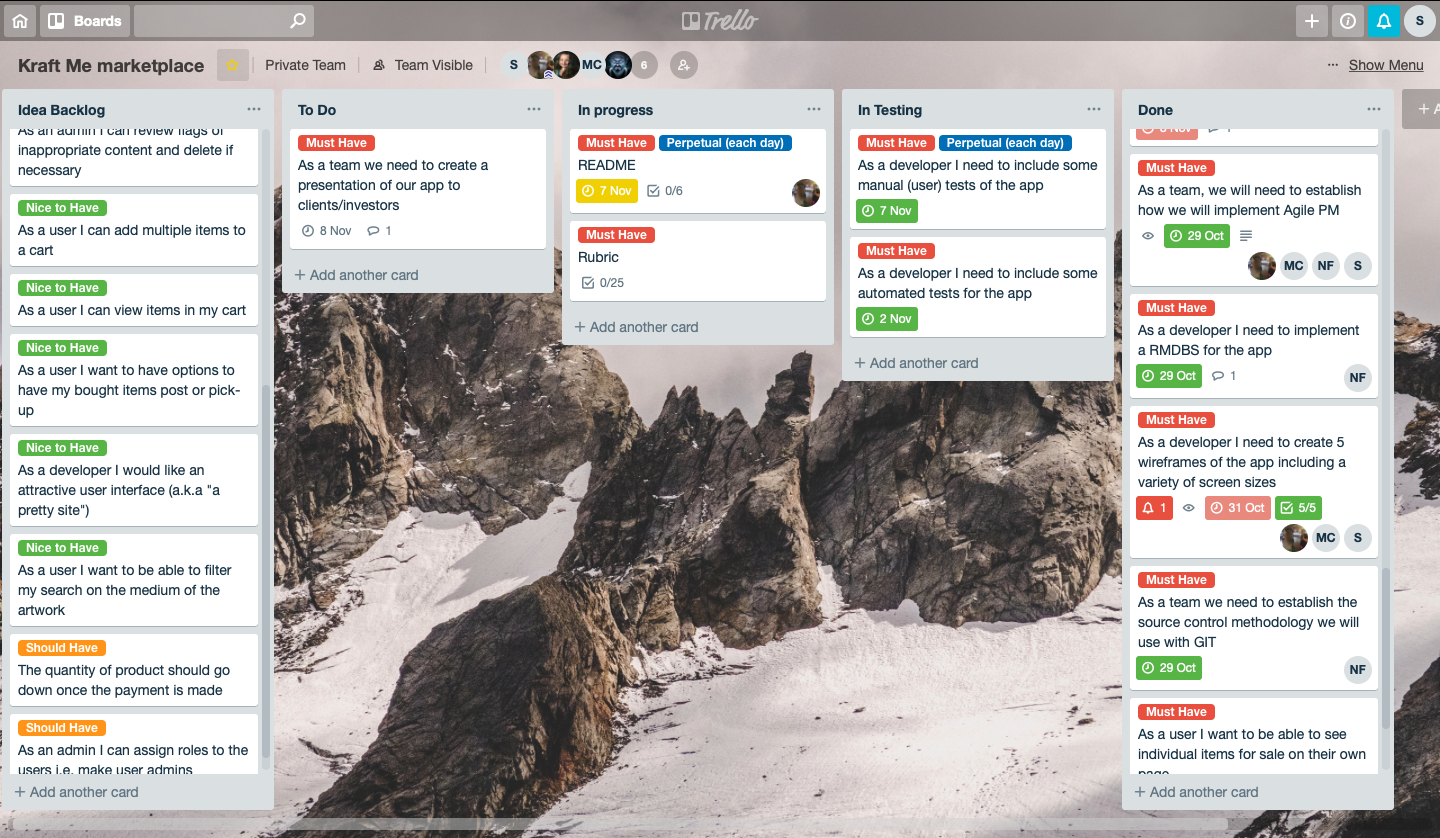 Boards
Trello
S
Kraft Me marketplace
Private Team
Team Visible
S
MC
6
... Show Menu
Idea Backlog
As an admin I can review flags of
inappropriate content and delete if
necessary
Nice to Have
As a user I can add multiple items to
a cart
Nice to Have
As a user I can view items in my cart
Nice to Have
As a user I want to have options to
have my bought items post or pick-
up
Nice to Have
As a developer I would like an
attractive user interface (a.k.a "a
pretty site")
Nice to Have
As a user I want to be able to filter
my search on the medium of the
artwork
Should Have
The quantity of product should go
down once the payment is made
Should Have
As an admin I can assign roles to the
users i.e. make user admins
+ Add another card
To Do
Must Have
As a team we need to create a
presentation of our app to
clients/investors
8 Nov 1
+ Add another card
In progress
Must Have Perpetual (each day)
README
7 Nov 0/6
Must Have
Rubric
0/25
+ Add another card
In Testing
Must Have Perpetual (each day)
As a developer I need to include some
manual (user) tests of the app
7 Nov
Must Have
As a developer I need to include some
automated tests for the app
2 Nov
+ Add another card
Done
Must Have
As a team, we will need to establish
how we will implement Agile PM
29 Oct
MC NF S
Must Have
As a developer I need to implement
a RMDBS for the app
29 Oct 1
NF
Must Have
As a developer I need to create 5
wireframes of the app including a
variety of screen sizes
1 31 Oct 5/5
MC S
Must Have
As a team we need to establish the
source control methodology we will
use with GIT
29 Oct
NF
Must Have
As a user I want to be able to see
individual items for sale on their own
page
+ Add another card
+ A